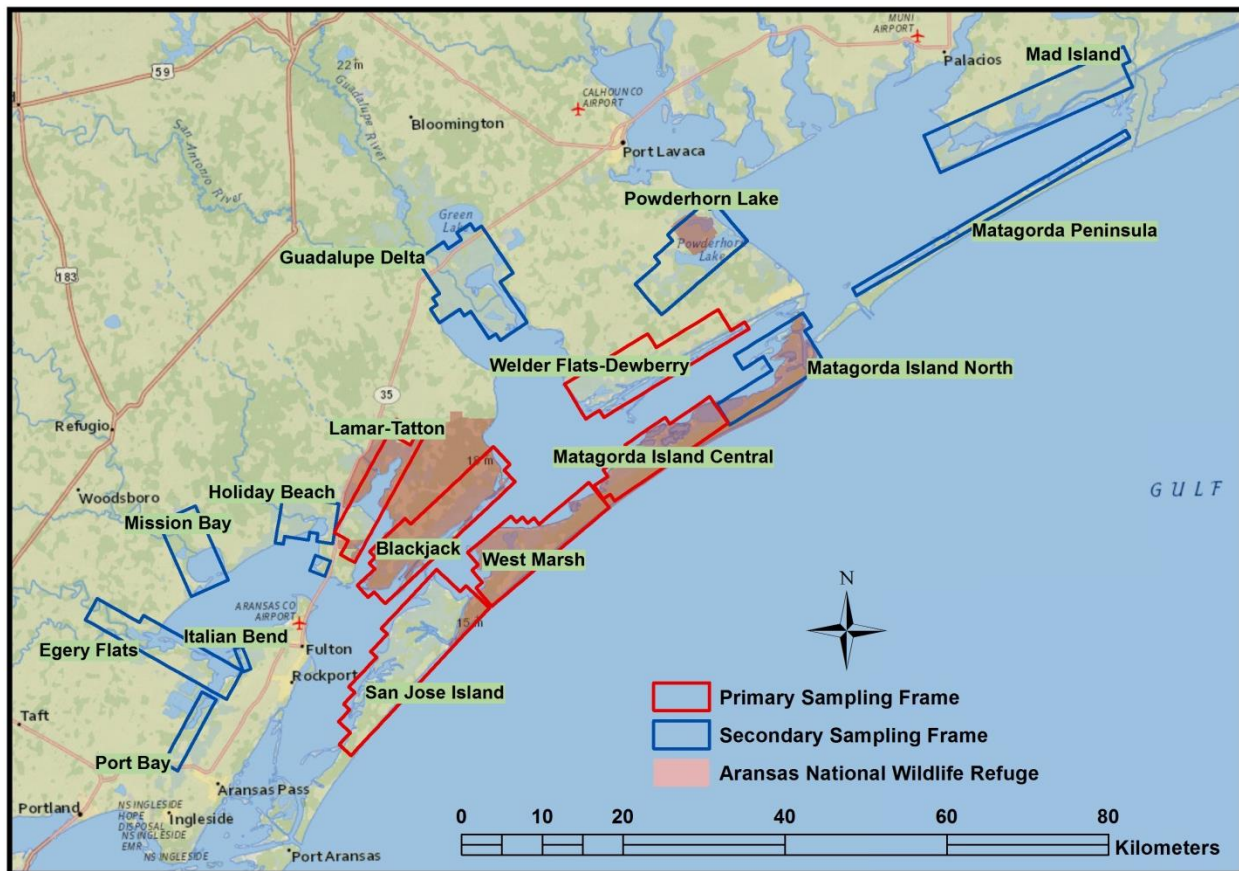 MUNI
AIRPORT
Palacios
Mad Island
59
22 m
Guadalupe River
CALHOUN CO
AIRPORT
Bloomington
San Antonio River
Port Lavaca
Powderhorn Lake
Green
Lake
Matagorda Peninsula
Guadalupe Delta
Powderhorn
Lake
183
Welder Flats-Dewberry
Matagorda Island North
35
Refugio
Lamar-Tatton
18 m
Matagorda Island Central
Woodsboro
Holiday Beach
GULF
Mission Bay
Blackjack
West Marsh
N
ARANSAS CO
AIRPORT
15 m
Italian Bend
Egery Flats
Fulton
Rockport
San Jose Island
Primary Sampling Frame
Taft
Secondary Sampling Frame
Port Bay
Aransas National Wildlife Refuge
Aransas Pass
Portland
NS INGLESIDE
HOPE
DISPOSAL
NS INGLESIDE
EMR
NS INGLESIDE
Ingleside
Port Aransas
0 10 20 40 60 80
Kilometers